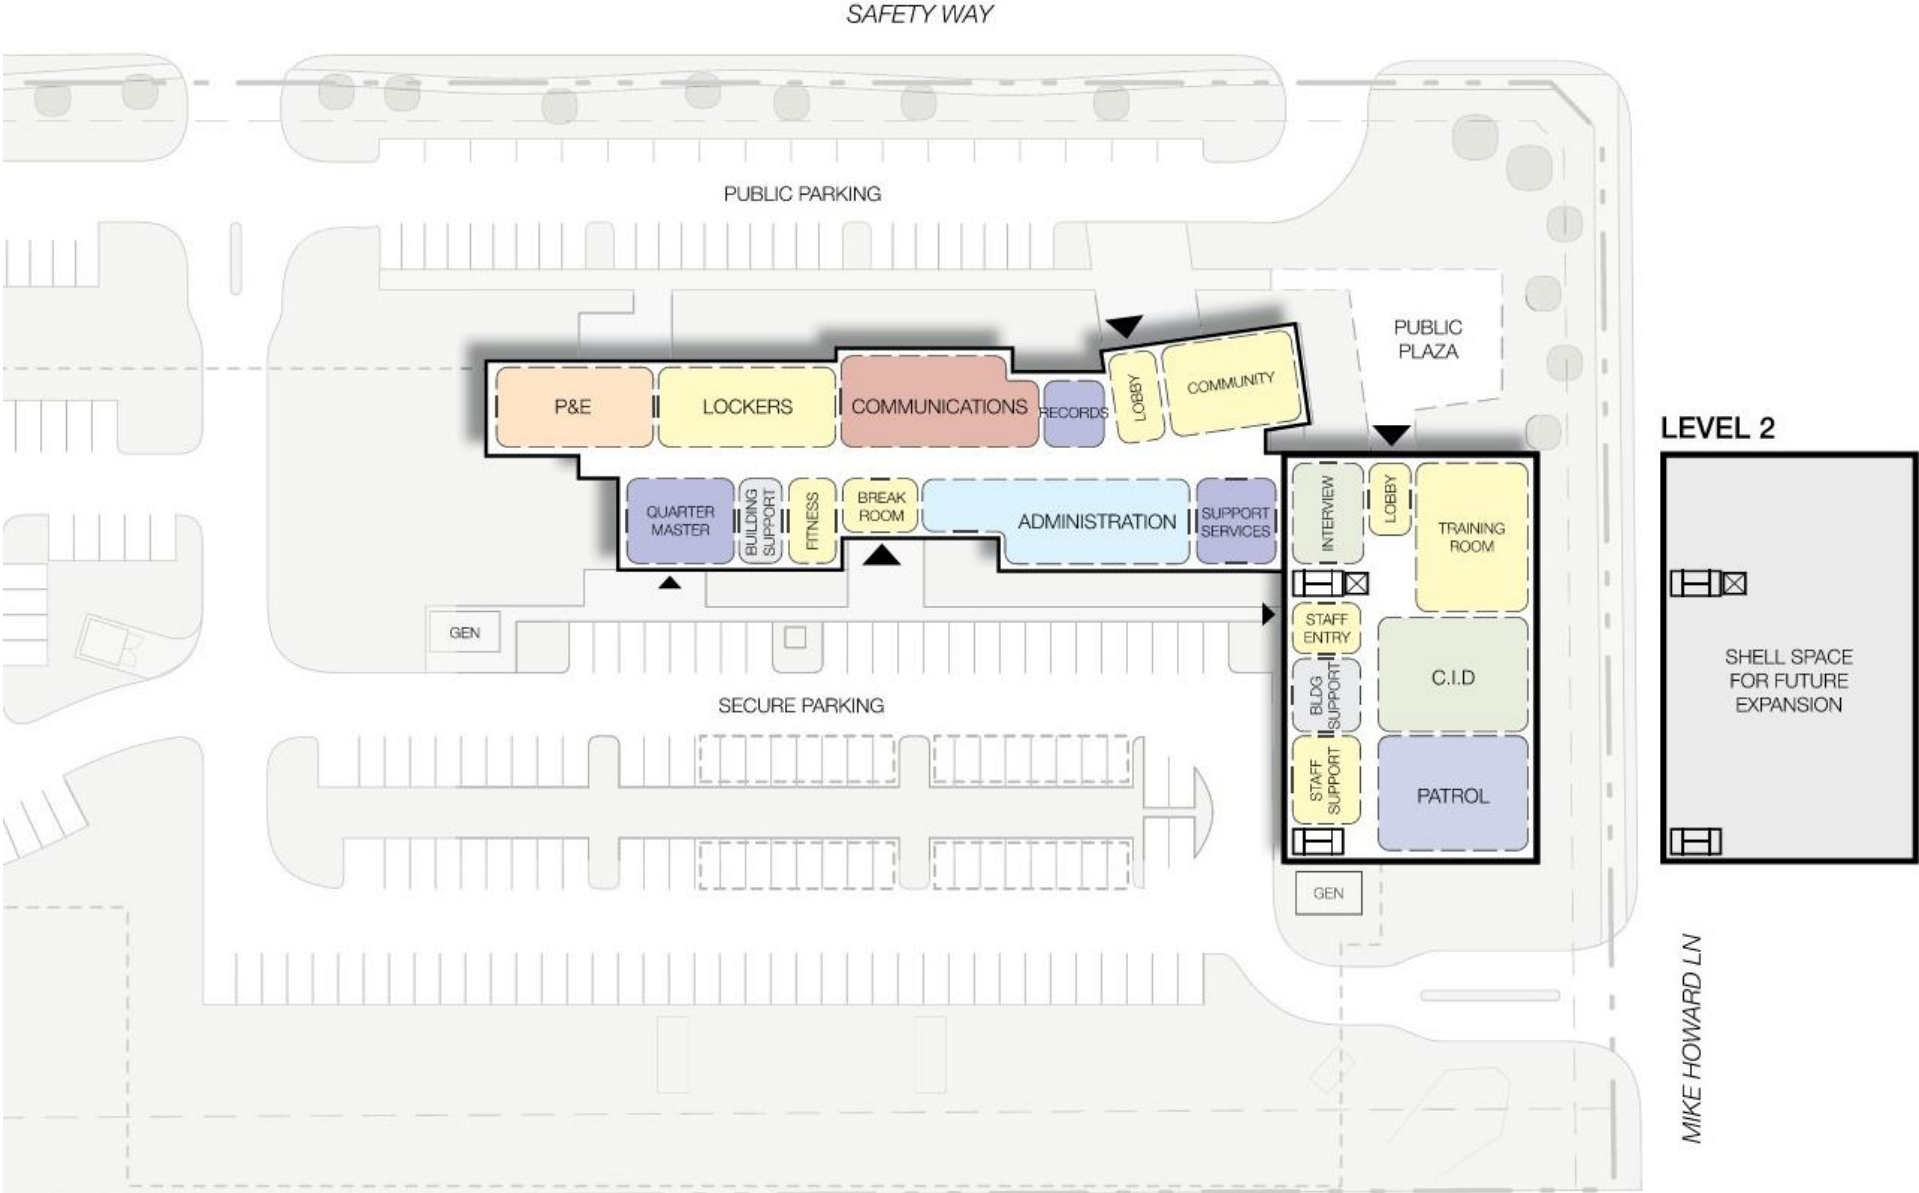 SAFETY WAY
PUBLIC PARKING
PUBLIC
PLAZA
P&E
LOCKERS
COMMUNICATIONS
RECORDS
LOBBY
COMMUNITY
QUARTER
MASTER
BUILDING
SUPPORT
FITNESS
BREAK
ROOM
ADMINISTRATION
SUPPORT
SERVICES
INTERVIEW
LOBBY
TRAINING
ROOM
STAFF
ENTRY
BLDG
SUPPORT
C.I.D
STAFF
SUPPORT
PATROL
GEN
SECURE PARKING
GEN
LEVEL 2
SHELL SPACE
FOR FUTURE
EXPANSION
MIKE HOWARD LN